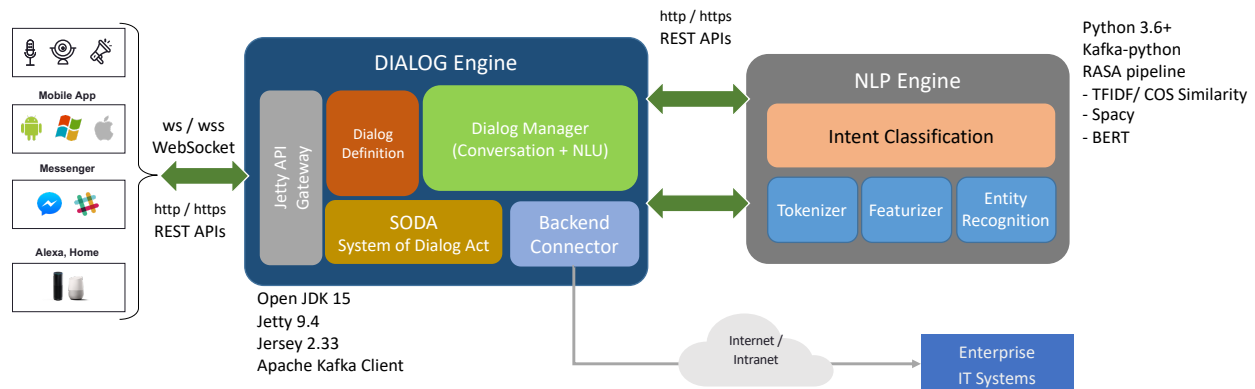 Mobile App
Messenger
Alexa, Home
ws / wss
WebSocket
http / https
REST APIs
DIALOG Engine
Jetty API
Gateway
Dialog
Definition
Dialog Manager
(Conversation + NLU)
SODA
System of Dialog Act
Backend
Connector
Open JDK 15
Jetty 9.4
Jersey 2.33
Apache Kafka Client
http / https
REST APIs
NLP Engine
Intent Classification
Tokenizer
Featurizer
Entity
Recognition
Python 3.6+
Kafka-python
RASA pipeline
- TFIDF/ COS Similarity
- Spacy
- BERT
Internet /
Intranet
Enterprise
IT Systems